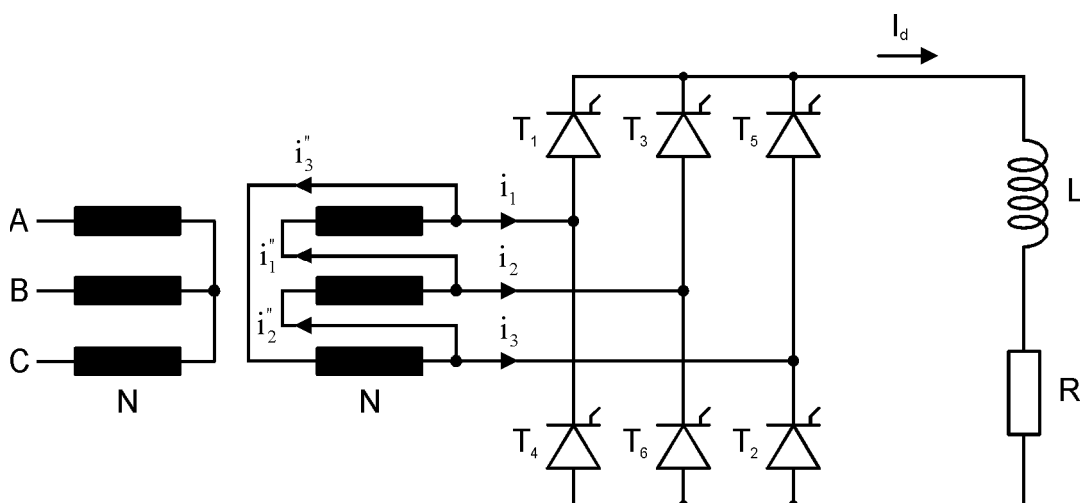 I_d
T_1
T_3
T_5
i_3"
i_1
A
L
i_1"
i_2
B
i_2"
i_3
C
R
N
N
T_4
T_6
T_2